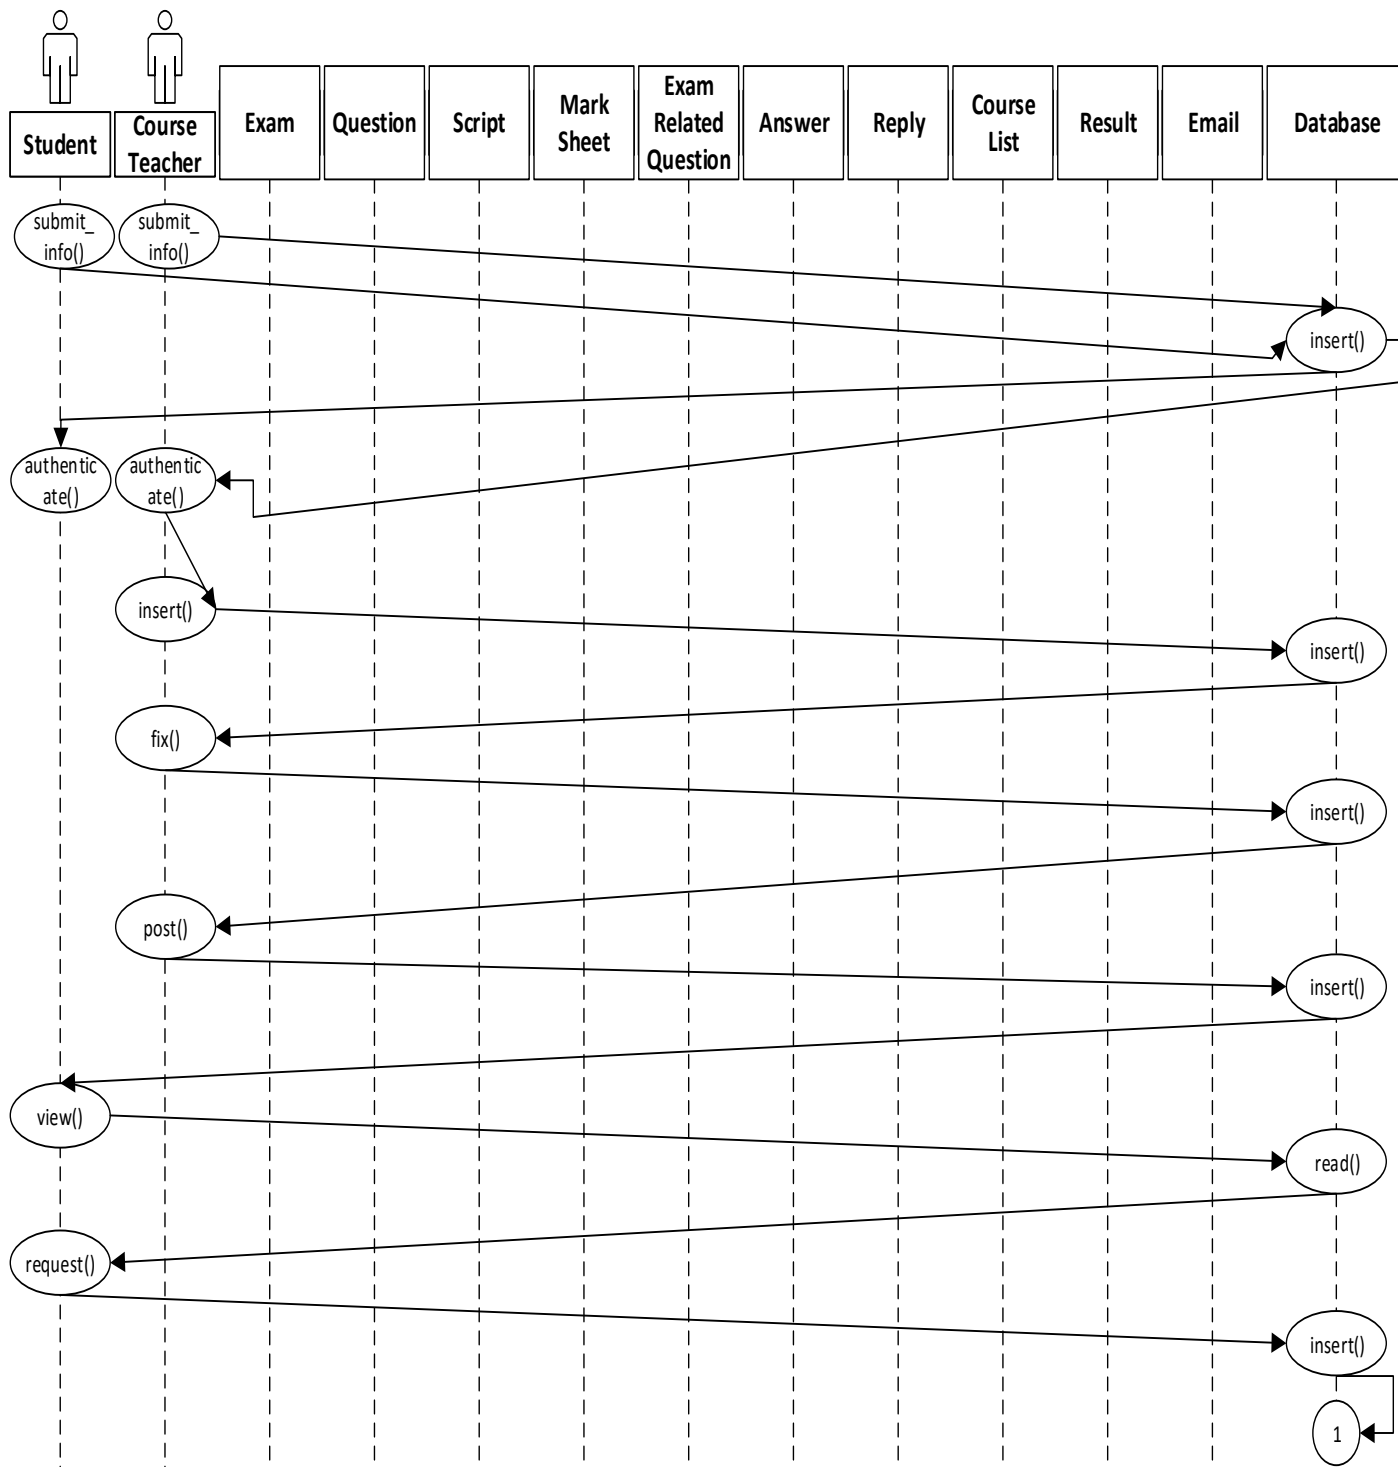 Student
Course
Teacher
Exam
Question
Script
Mark
Sheet
Exam
Related
Question
Answer
Reply
Course
List
Result
Email
Database
submit_
info()
submit_
info()
insert()
authentic
ate()
authentic
ate()
insert()
insert()
fix()
insert()
post()
insert()
view()
read()
request()
insert()
1